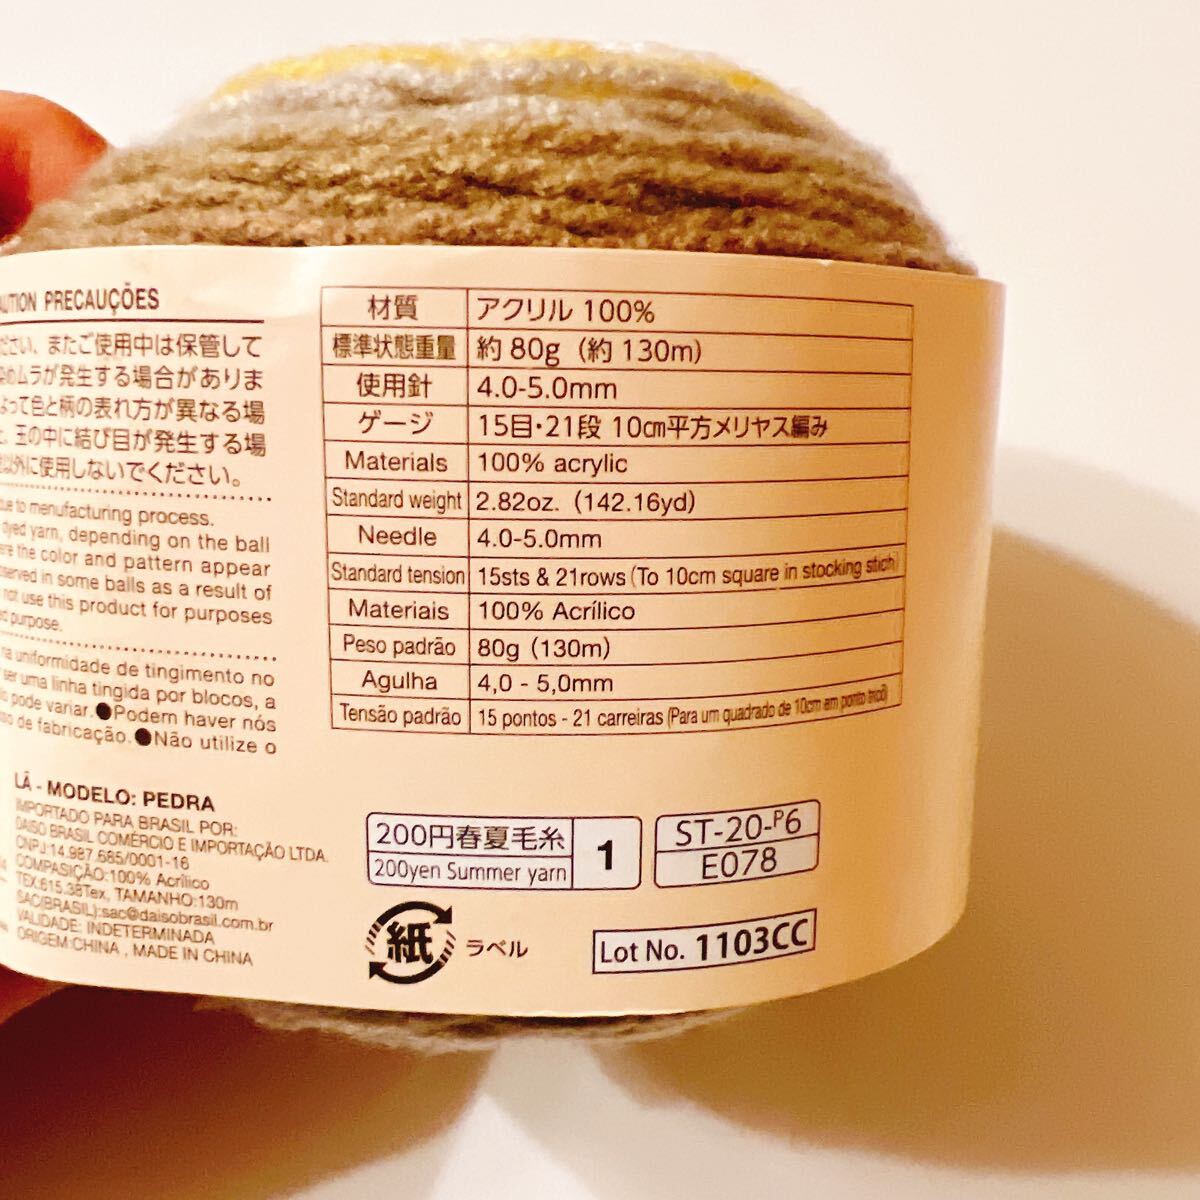 PRECAUÇÕES
またご使用中は保管して
ムラが発生する場合がありま
よって色と柄の表れ方が異なる場
玉の中に結び目が発生する場
以外に使用しないでください。
due to menufacturing process.
dyed yarn, depending on the ball
the color and pattern appear
in some balls as a result of
not use this product for purposes
purpose.
na uniformidade de tingimento no
ser uma linha tingida por blocos, a
pode variar.●Podem haver nós
de fabricação.●Não utilize o
LÃ - MODELO: PEDRA
IMPORTADO PARA BRASIL POR:
DAISO BRASIL COMÉRCIO E IMPORTAÇÃO LTDA.
CNPJ:14.987.685/0001-16
COMPASIÇÃO:100% Acrílico
TEX:615.38Tex, TAMANHO:130m
SAC(BRASIL):sac@daisobrasil.com.br
VALIDADE: INDETERMINADA
ORIGEM:CHINA , MADE IN CHINA
材質 アクリル 100%
標準状態重量 約 80g (約 130m)
使用針 4.0-5.0mm
ゲージ 15目・21段 10cm平方メリヤス編み
Materials 100% acrylic
Standard weight 2.82oz. (142.16yd)
Needle 4.0-5.0mm
Standard tension 15sts & 21rows (To 10cm square in stocking stich)
Materiais 100% Acrílico
Peso padrão 80g (130m)
Agulha 4,0 - 5,0mm
Tensão padrão 15 pontos - 21 carreiras (Para um quadrado de 10cm em ponto tricô)
200円春夏毛糸
200yen Summer yarn
1
ST-20-P6
E078
紙 ラベル
Lot No. 1103CC